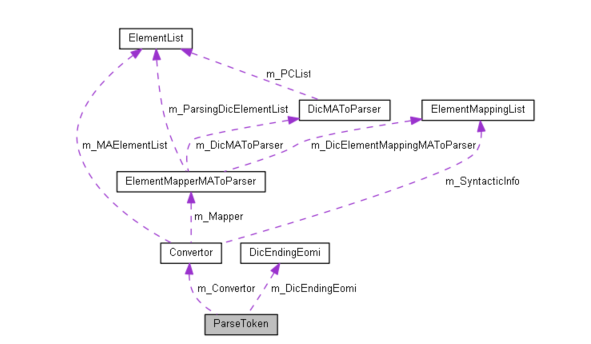 ElementList
m_PCList
m_ParsingDicElementList
DicMAToParser
ElementMappingList
m_MAElementList
m_DicMAToParser
m_DicElementMappingMAToParser
ElementMapperMAToParser
m_SyntacticInfo
m_Mapper
Convertor
DicEndingEomi
m_Convertor
m_DicEndingEomi
ParseToken